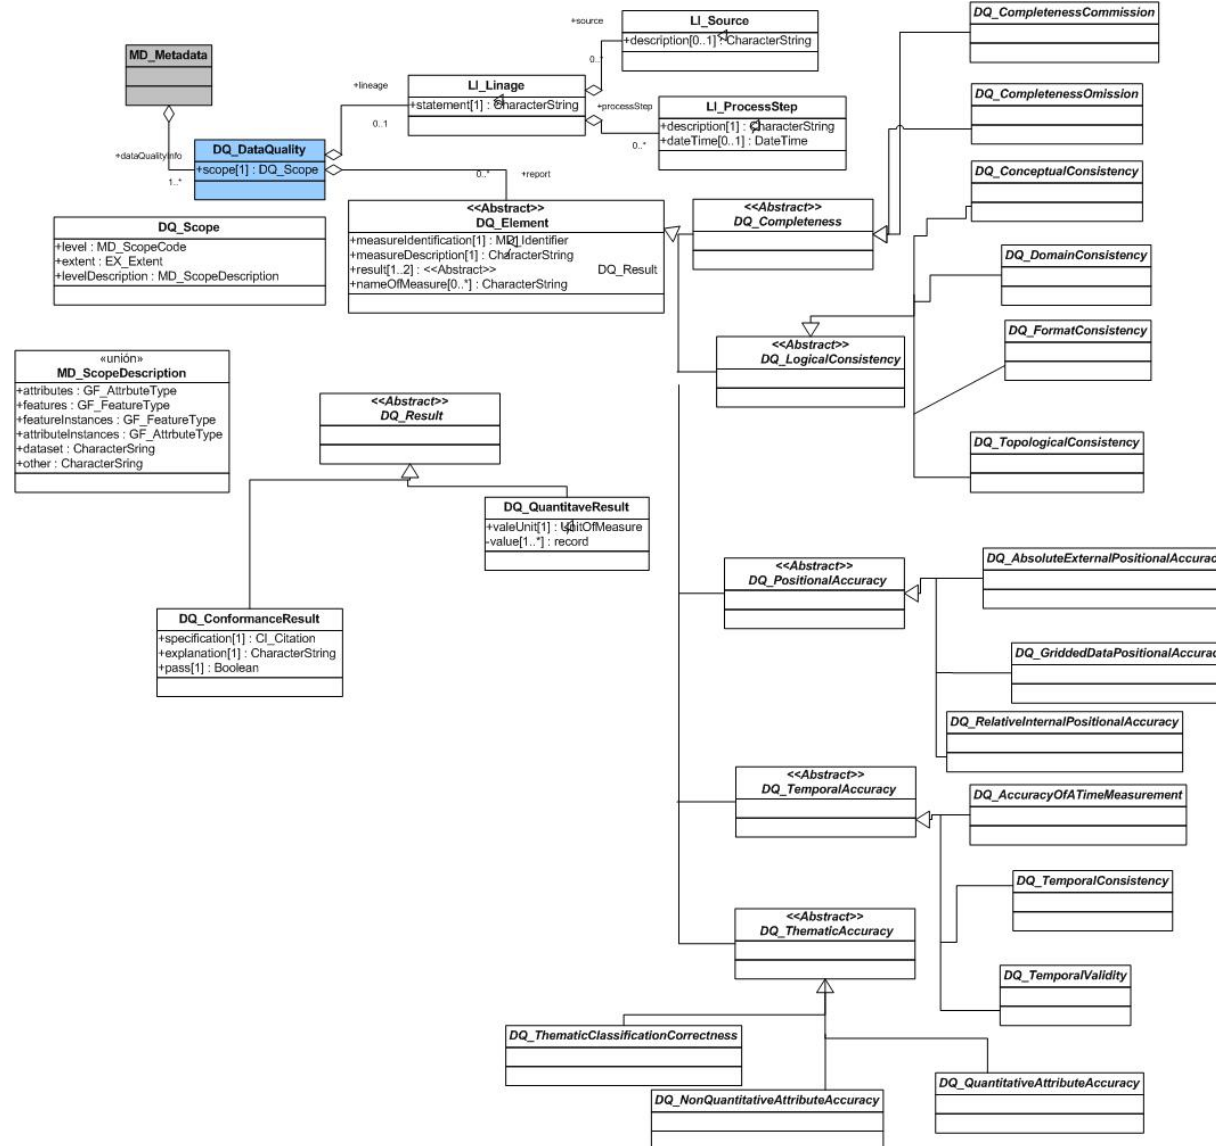 MD_Metadata
+dataQualityInfo
1..*
DQ_DataQuality
+scope[1] : DQ_Scope
+lineage
0..1
LI_Linage
+statement[1] : CharacterString
+source
0..*
LI_Source
+description[0..1] : CharacterString
+processStep
0..*
LI_ProcessStep
+description[1] : CharacterString
+dateTime[0..1] : DateTime
0..*
+report
<<Abstract>>
DQ_Element
+measureIdentification[1] : MD_Identifier
+measureDescription[1] : CharacterString
+result[1..2] : <<Abstract>>
DQ_Result
+nameOfMeasure[0..*] : CharacterString
DQ_Scope
+level : MD_ScopeCode
+extent : EX_Extent
+levelDescription : MD_ScopeDescription
«unión»
MD_ScopeDescription
+attributes : GF_AttrbuteType
+features : GF_FeatureType
+featureInstances : GF_FeatureType
+attributeInstances : GF_AttrbuteType
+dataset : CharacterSring
+other : CharacterSring
<<Abstract>>
DQ_Result
DQ_QuantitaveResult
+valeUnit[1] : UnitOfMeasure
-value[1..*] : record
DQ_ConformanceResult
+specification[1] : CI_Citation
+explanation[1] : CharacterString
+pass[1] : Boolean
<<Abstract>>
DQ_Completeness
DQ_CompletenessCommission
DQ_CompletenessOmission
<<Abstract>>
DQ_LogicalConsistency
DQ_ConceptualConsistency
DQ_DomainConsistency
DQ_FormatConsistency
DQ_TopologicalConsistency
<<Abstract>>
DQ_PositionalAccuracy
DQ_AbsoluteExternalPositionalAccurac
DQ_GriddedDataPositionalAccurac
DQ_RelativeInternalPositionalAccuracy
<<Abstract>>
DQ_TemporalAccuracy
DQ_AccuracyOfATimeMeasurement
DQ_TemporalConsistency
DQ_TemporalValidity
<<Abstract>>
DQ_ThematicAccuracy
DQ_ThematicClassificationCorrectness
DQ_NonQuantitativeAttributeAccuracy
DQ_QuantitativeAttributeAccuracy